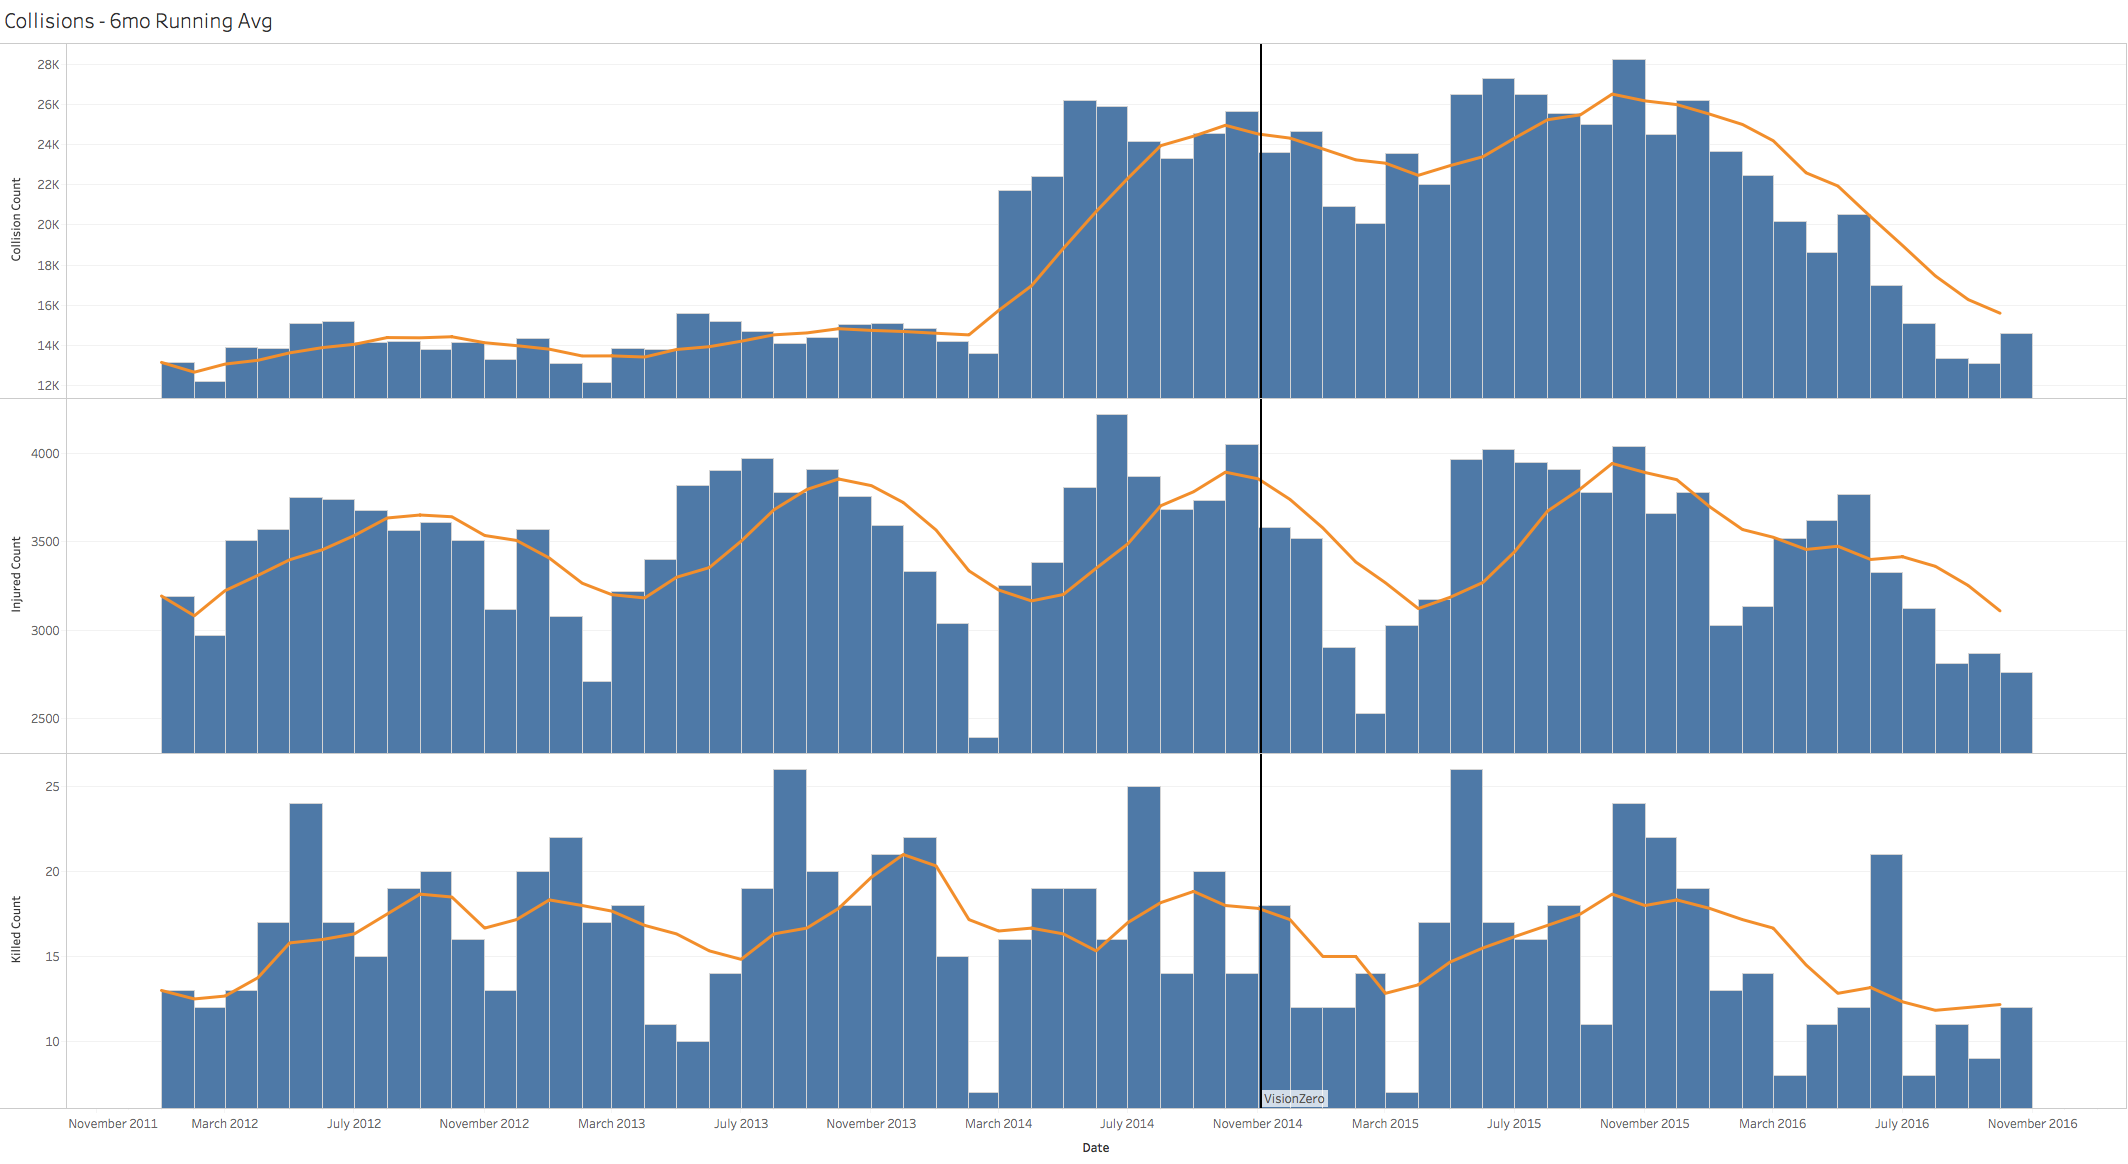 Collisions - 6mo Running Avg
Collision Count
28K
26K
24K
22K
20K
18K
16K
14K
12K
Injured Count
4000
3500
3000
2500
Killed Count
25
20
15
10
VisionZero
November 2011 March 2012 July 2012 November 2012 March 2013 July 2013 November 2013 March 2014 July 2014 November 2014 March 2015 July 2015 November 2015 March 2016 July 2016 November 2016
Date